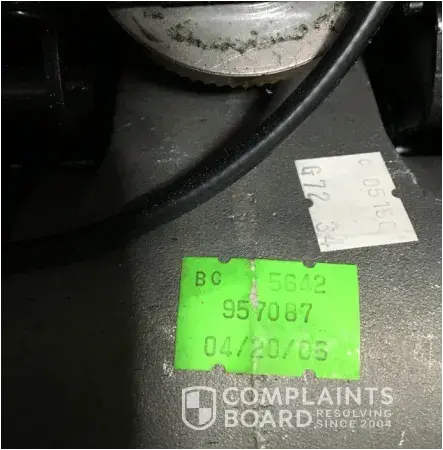 BC 5642
957087
04/20/05
G72 34
COMPLAINTS
BOARD RESOLVING
SINCE 2004